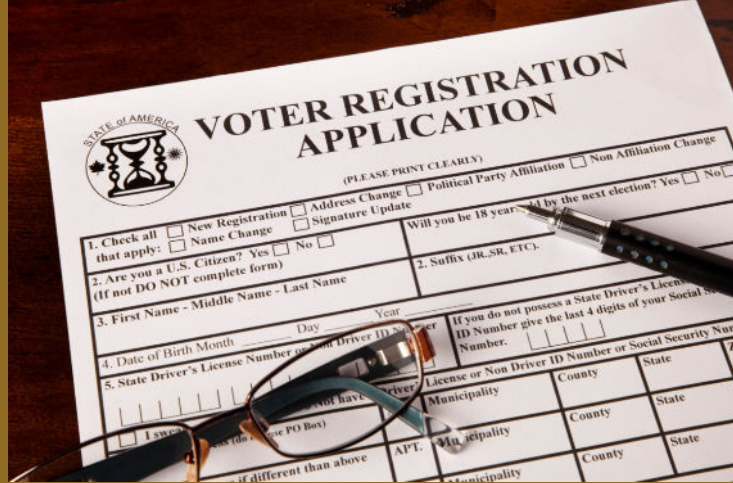 STATE of AMERICA
VOTER REGISTRATION
APPLICATION
(PLEASE PRINT CLEARLY)
1. Check all New Registration Address Change Political Party Affiliation Non Affiliation Change
that apply: Name Change Signature Update
2. Are you a U.S. Citizen? Yes No
(If not DO NOT complete form)
Will you be 18 by the next election? Yes No
3. First Name - Middle Name - Last Name
2. Suffix (JR.,SR, ETC).
4. Date of Birth Month Day Year
If you do not possess a State Driver's
ID Number give the last 4 digits of your Social
Number.
5. State Driver's License Number or Non Driver ID Number
License or Non Driver ID Number or Social Security
I (do PO Box)
Municipality County State
APT. County State
if different than above
Municipality County State